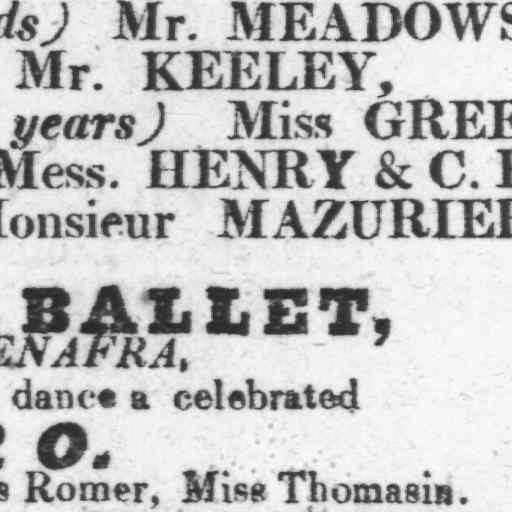 ds) Mr. MEADOWS
Mr. KEELEY,
years) Miss GREE
Mess. HENRY & C.
Monsieur MAZURIER
BALLET,
ENAFRA,
dance a celebrated
O.
s Romer, Miss Thomasin.